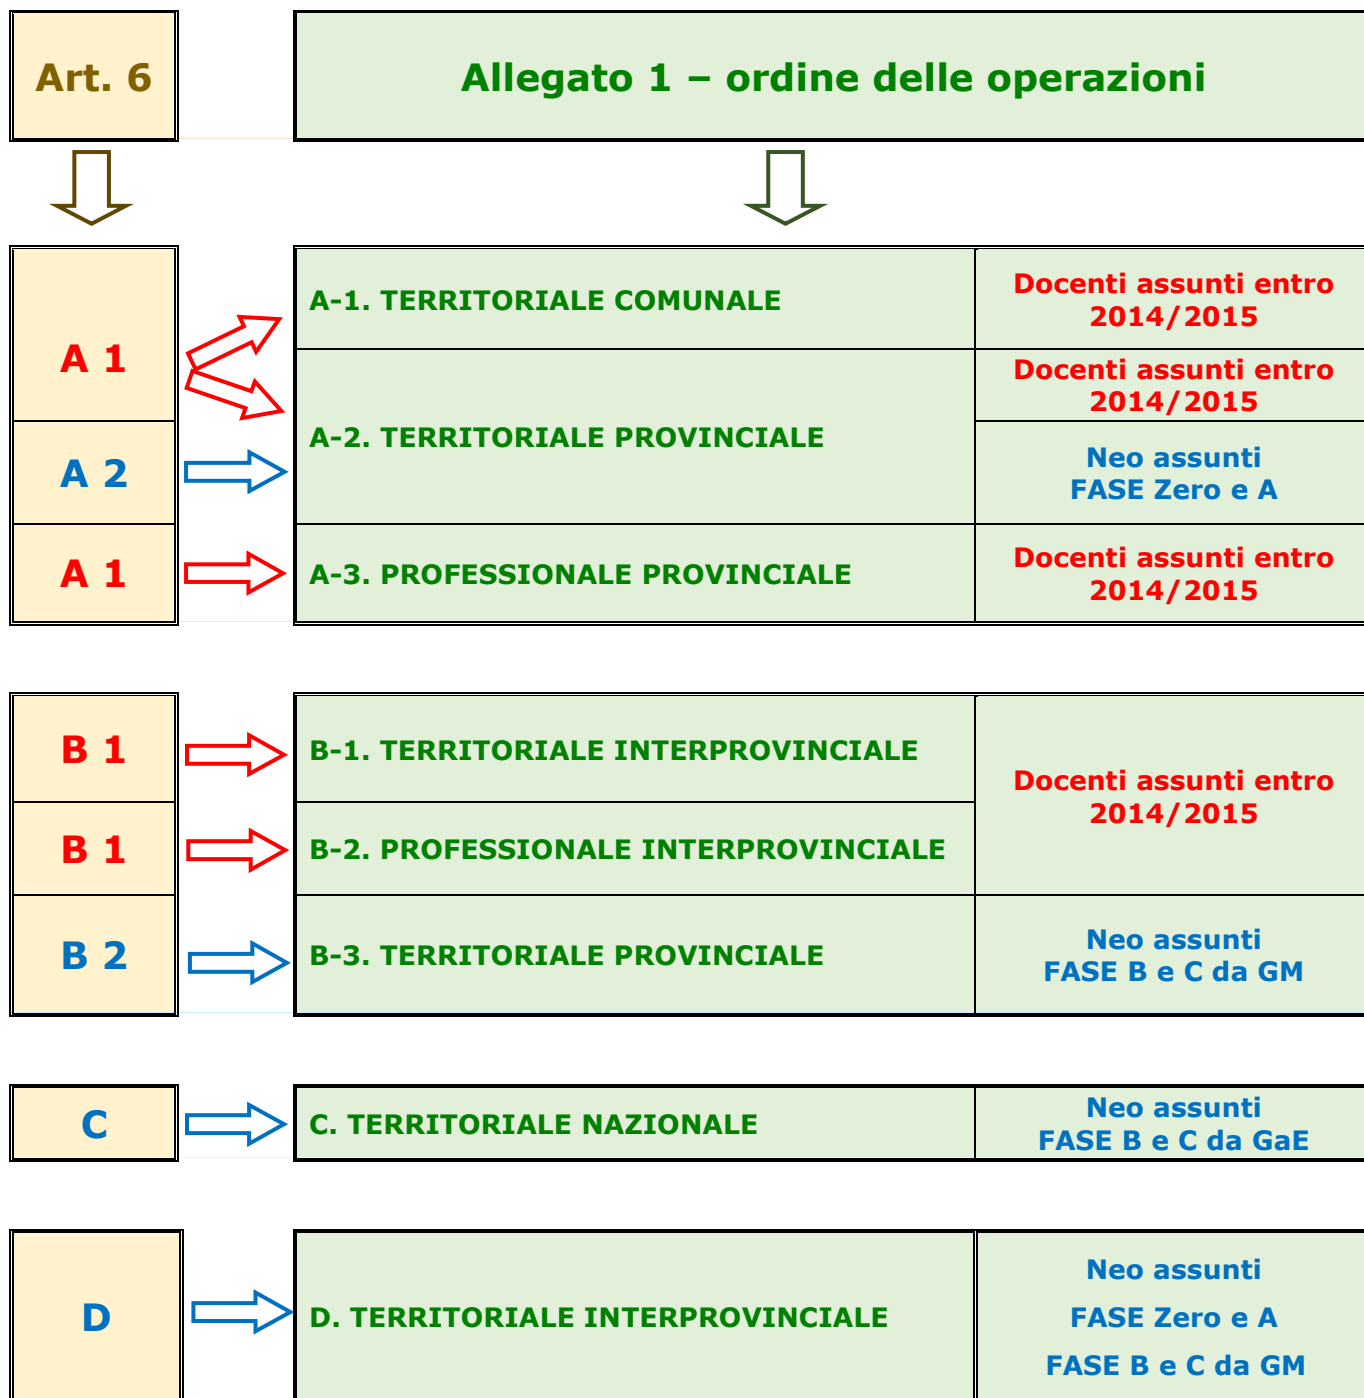 Art. 6
Allegato 1 – ordine delle operazioni
A 1
A-1. TERRITORIALE COMUNALE
Docenti assunti entro
2014/2015
A-2. TERRITORIALE PROVINCIALE
Docenti assunti entro
2014/2015
A 2
Neo assunti
FASE Zero e A
A 1
A-3. PROFESSIONALE PROVINCIALE
Docenti assunti entro
2014/2015
B 1
B-1. TERRITORIALE INTERPROVINCIALE
Docenti assunti entro
2014/2015
B 1
B-2. PROFESSIONALE INTERPROVINCIALE
B 2
B-3. TERRITORIALE PROVINCIALE
Neo assunti
FASE B e C da GM
C
C. TERRITORIALE NAZIONALE
Neo assunti
FASE B e C da GaE
D
D. TERRITORIALE INTERPROVINCIALE
Neo assunti
FASE Zero e A
FASE B e C da GM